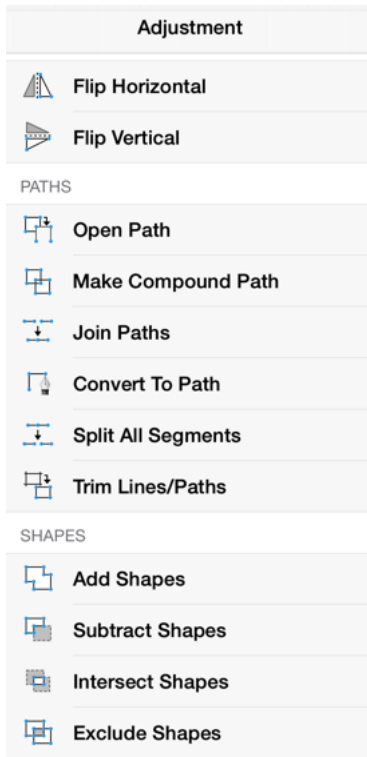 Adjustment
Flip Horizontal
Flip Vertical
PATHS
Open Path
Make Compound Path
Join Paths
Convert To Path
Split All Segments
Trim Lines/Paths
SHAPES
Add Shapes
Subtract Shapes
Intersect Shapes
Exclude Shapes